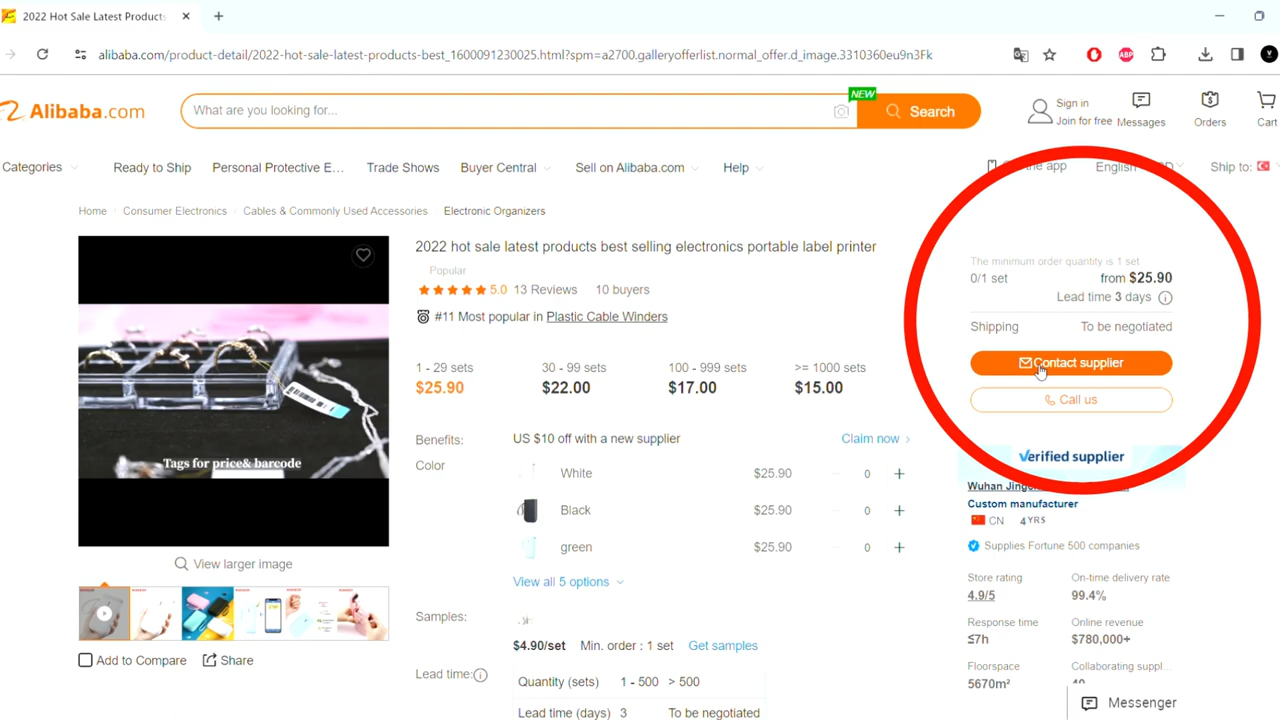 2022 Hot Sale Latest Products
alibaba.com/product-detail/2022-hot-sale-latest-products-best_1600091230025.html?spm=a2700.galleryofferlist.normal_offer.d_image.3310360eu9n3Fk
ABP
Alibaba.com
What are you looking for...
NEW
Search
Sign in
Join for free
Messages
Orders
Cart
Categories
Ready to Ship
Personal Protective E...
Trade Shows
Buyer Central
Sell on Alibaba.com
Help
app
English
Ship to:
Home
Consumer Electronics
Cables & Commonly Used Accessories
Electronic Organizers
2022 hot sale latest products best selling electronics portable label printer
Popular
5.0 13 Reviews 10 buyers
#11 Most popular in Plastic Cable Winders
1 - 29 sets
$25.90
30 - 99 sets
$22.00
100 - 999 sets
$17.00
>= 1000 sets
$15.00
Benefits:
US $10 off with a new supplier
Claim now
Color
White
$25.90
0
+
Black
$25.90
0
+
green
$25.90
0
+
View all 5 options
Samples:
$4.90/set Min. order : 1 set Get samples
Lead time:
Quantity (sets) 1 - 500 > 500
Lead time (days) 3 To be negotiated
Tags for price& barcode
View larger image
Add to Compare
Share
The minimum order quantity is 1 set
0/1 set
from $25.90
Lead time 3 days
Shipping
To be negotiated
Contact supplier
Call us
Verified supplier
Wuhan
Custom manufacturer
CN 4YRS
Supplies Fortune 500 companies
Store rating
4.9/5
On-time delivery rate
99.4%
Response time
≤7h
Online revenue
$780,000+
Floorspace
5670m²
Collaborating suppl...
Messenger